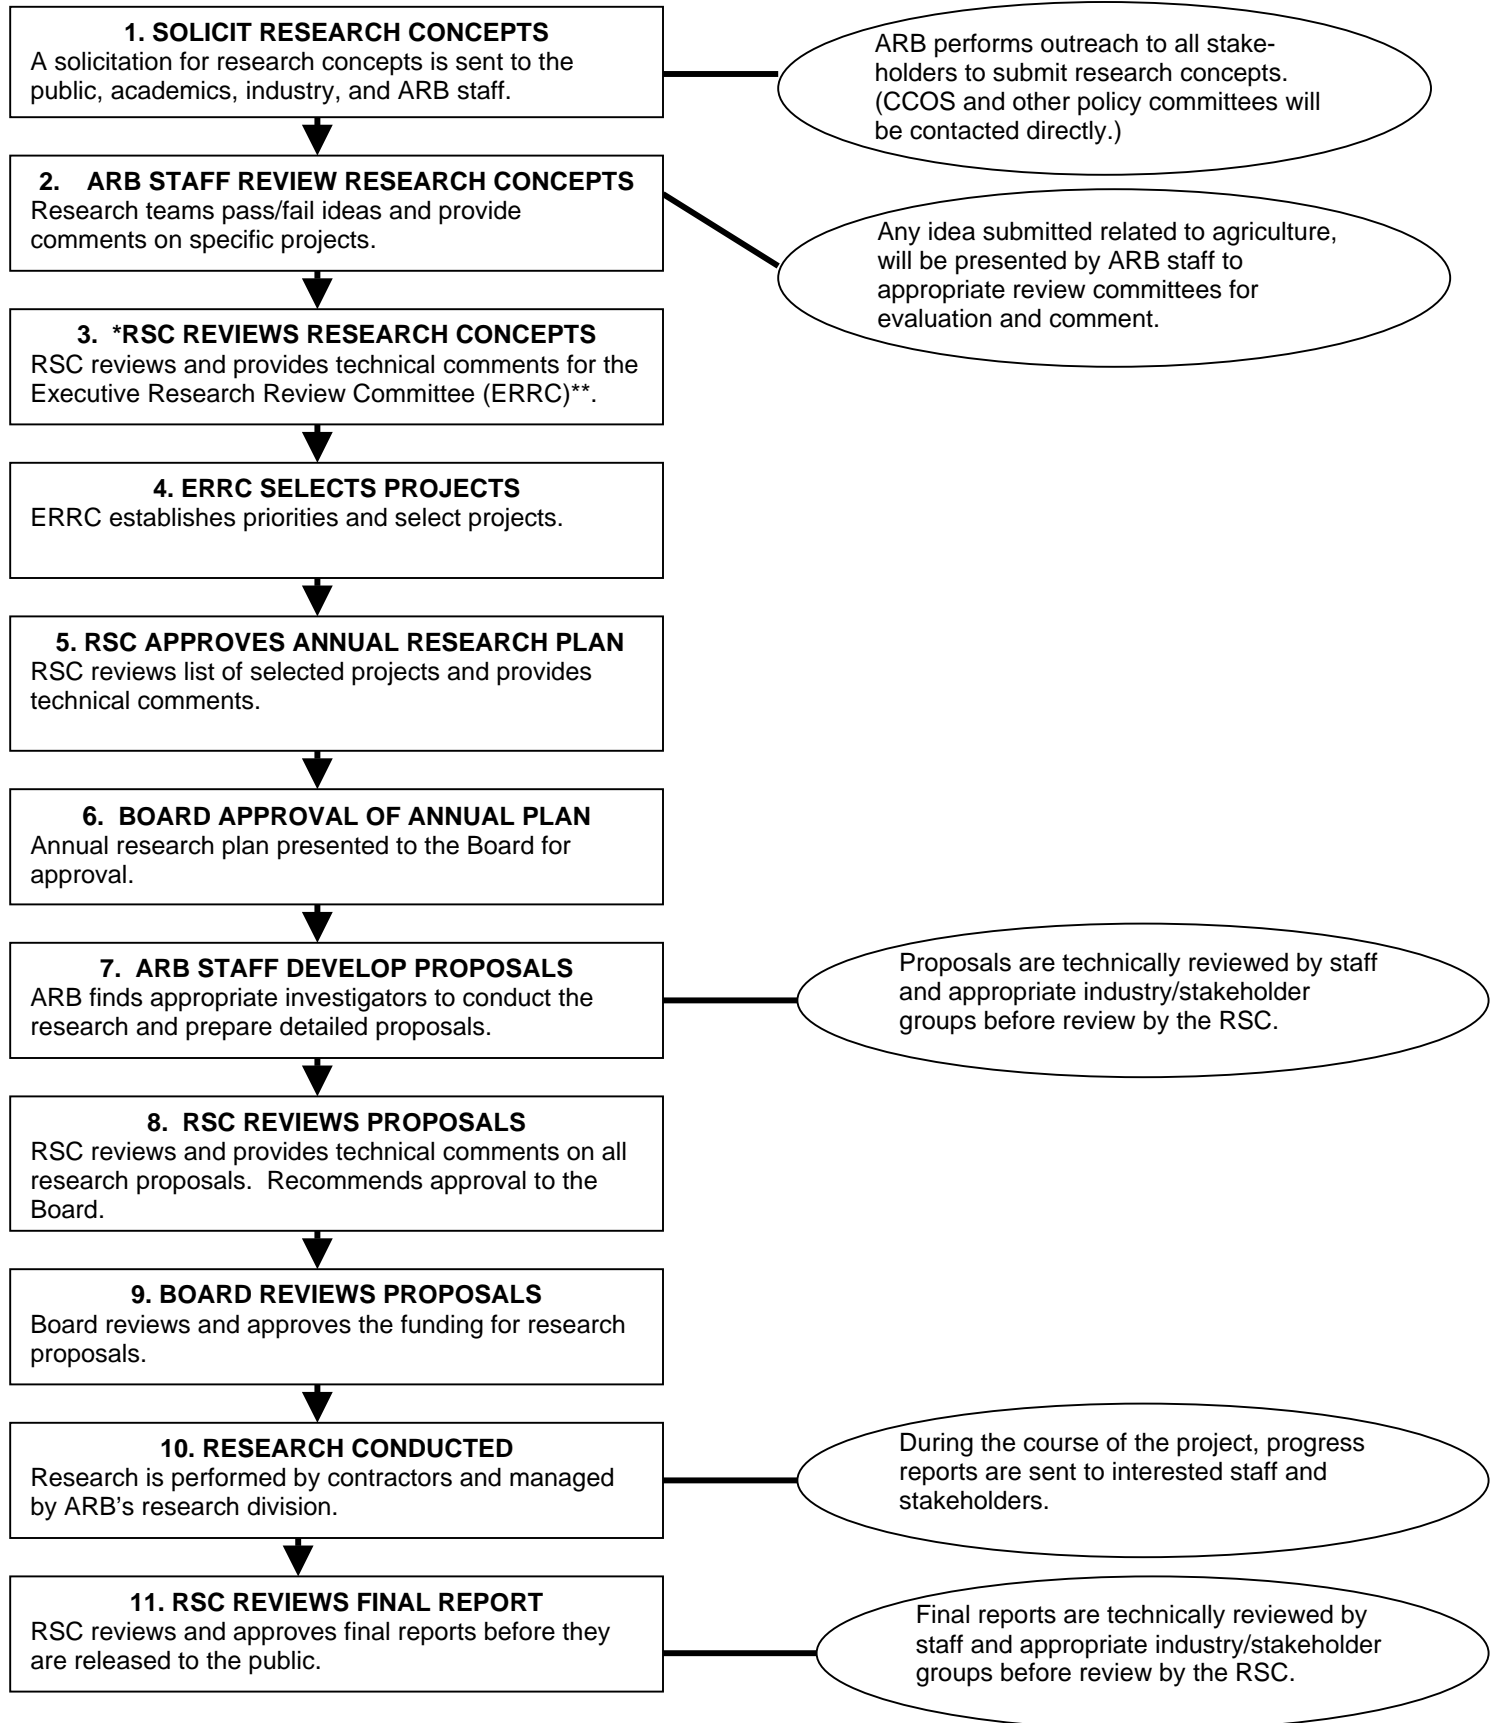 1. SOLICIT RESEARCH CONCEPTS
A solicitation for research concepts is sent to the
public, academics, industry, and ARB staff.
ARB performs outreach to all stake-
holders to submit research concepts.
(CCOS and other policy committees will
be contacted directly.)
2. ARB STAFF REVIEW RESEARCH CONCEPTS
Research teams pass/fail ideas and provide
comments on specific projects.
Any idea submitted related to agriculture,
will be presented by ARB staff to
appropriate review committees for
evaluation and comment.
3. *RSC REVIEWS RESEARCH CONCEPTS
RSC reviews and provides technical comments for the
Executive Research Review Committee (ERRC)**.
4. ERRC SELECTS PROJECTS
ERRC establishes priorities and select projects.
5. RSC APPROVES ANNUAL RESEARCH PLAN
RSC reviews list of selected projects and provides
technical comments.
6. BOARD APPROVAL OF ANNUAL PLAN
Annual research plan presented to the Board for
approval.
7. ARB STAFF DEVELOP PROPOSALS
ARB finds appropriate investigators to conduct the
research and prepare detailed proposals.
Proposals are technically reviewed by staff
and appropriate industry/stakeholder
groups before review by the RSC.
8. RSC REVIEWS PROPOSALS
RSC reviews and provides technical comments on all
research proposals. Recommends approval to the
Board.
9. BOARD REVIEWS PROPOSALS
Board reviews and approves the funding for research
proposals.
10. RESEARCH CONDUCTED
Research is performed by contractors and managed
by ARB’s research division.
During the course of the project, progress
reports are sent to interested staff and
stakeholders.
11. RSC REVIEWS FINAL REPORT
RSC reviews and approves final reports before they
are released to the public.
Final reports are technically reviewed by
staff and appropriate industry/stakeholder
groups before review by the RSC.